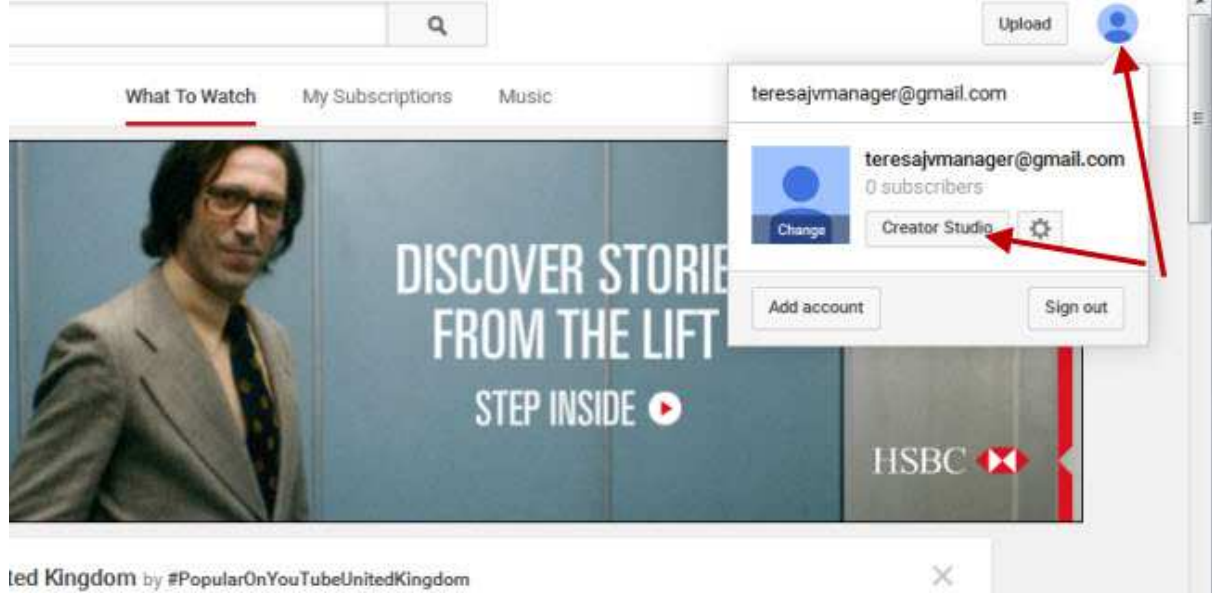 Upload
What To Watch My Subscriptions Music
teresajvmanager@gmail.com
teresajvmanager@gmail.com
0 subscribers
Change
Creator Studio
Add account
Sign out
DISCOVER STORIE
FROM THE LIFT
STEP INSIDE
HSBC
ted Kingdom by #PopularOnYouTubeUnitedKingdom